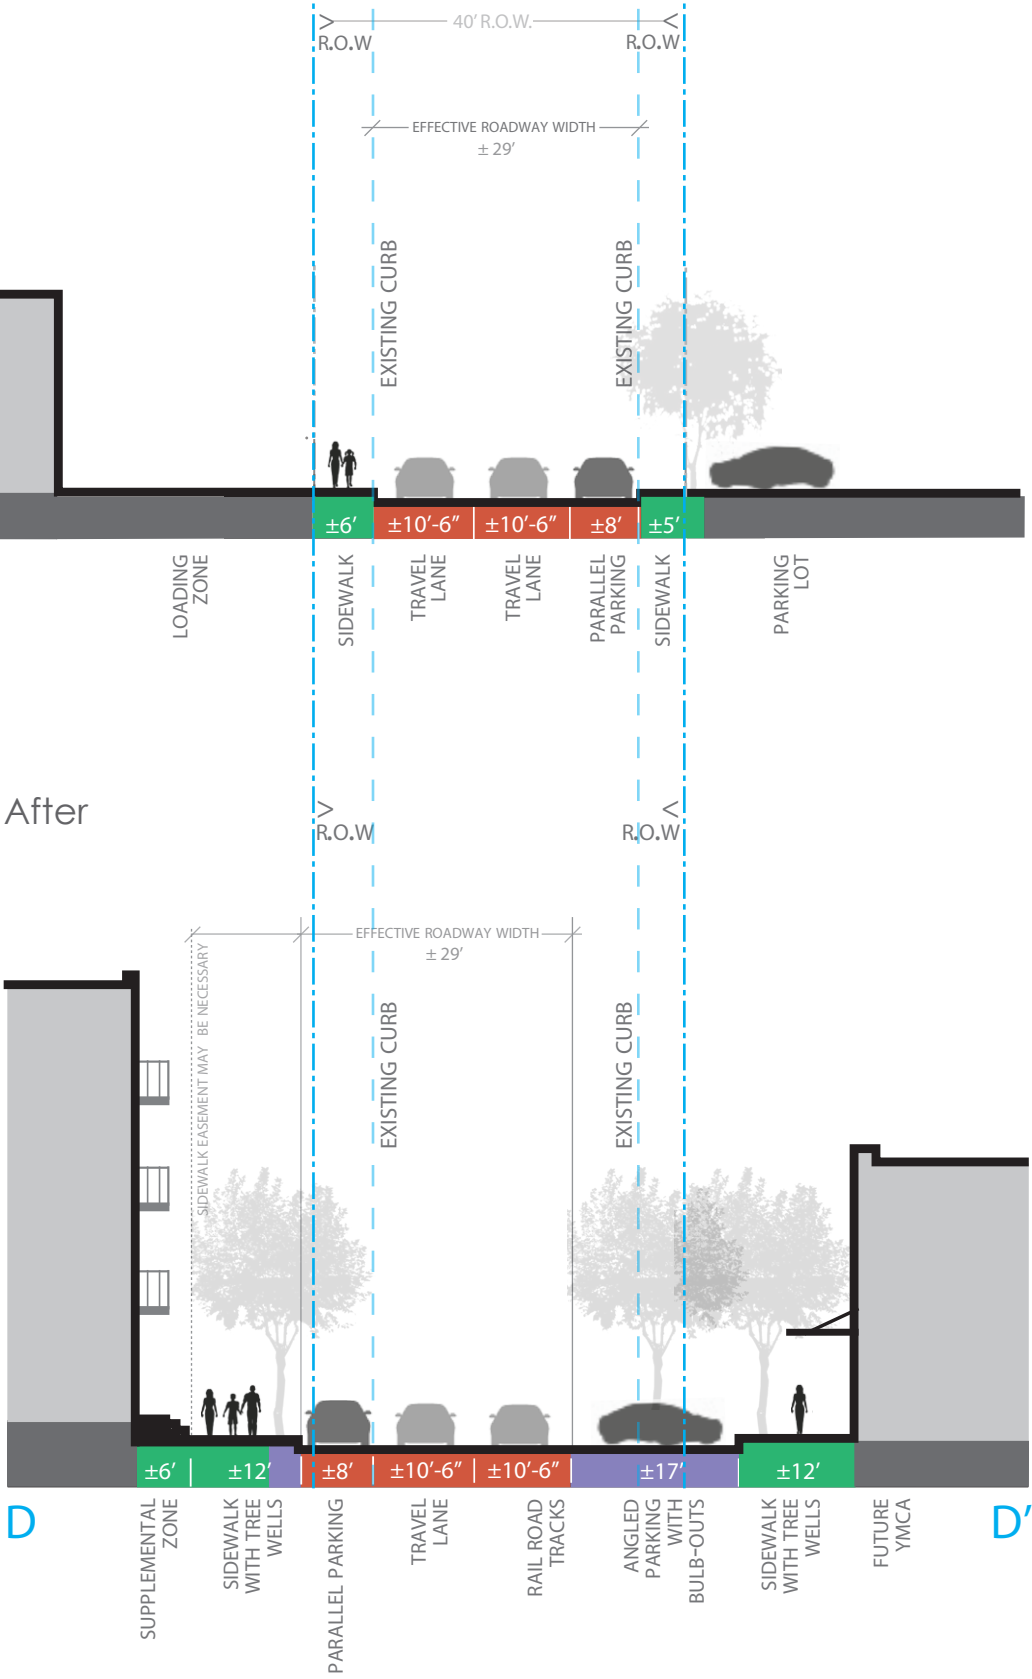 40' R.O.W.
R.O.W
R.O.W
EFFECTIVE ROADWAY WIDTH
± 29'
EXISTING CURB
EXISTING CURB
±6'
±10'-6"
±10'-6"
±8'
±5'
LOADING
ZONE
SIDEWALK
TRAVEL
LANE
TRAVEL
LANE
PARALLEL
PARKING
SIDEWALK
PARKING
LOT
After
R.O.W
R.O.W
EFFECTIVE ROADWAY WIDTH
± 29'
SIDEWALK EASEMENT MAY BE NECESSARY
EXISTING CURB
EXISTING CURB
±6'
±12'
±8'
±10'-6"
±10'-6"
±17'
±12'
D
D'
SUPPLEMENTAL
ZONE
SIDEWALK
WITH TREE
WELLS
PARALLEL PARKING
TRAVEL
LANE
RAIL ROAD
TRACKS
ANGLED
PARKING
WITH
BULB-OUTS
SIDEWALK
WITH TREE
WELLS
FUTURE
YMCA